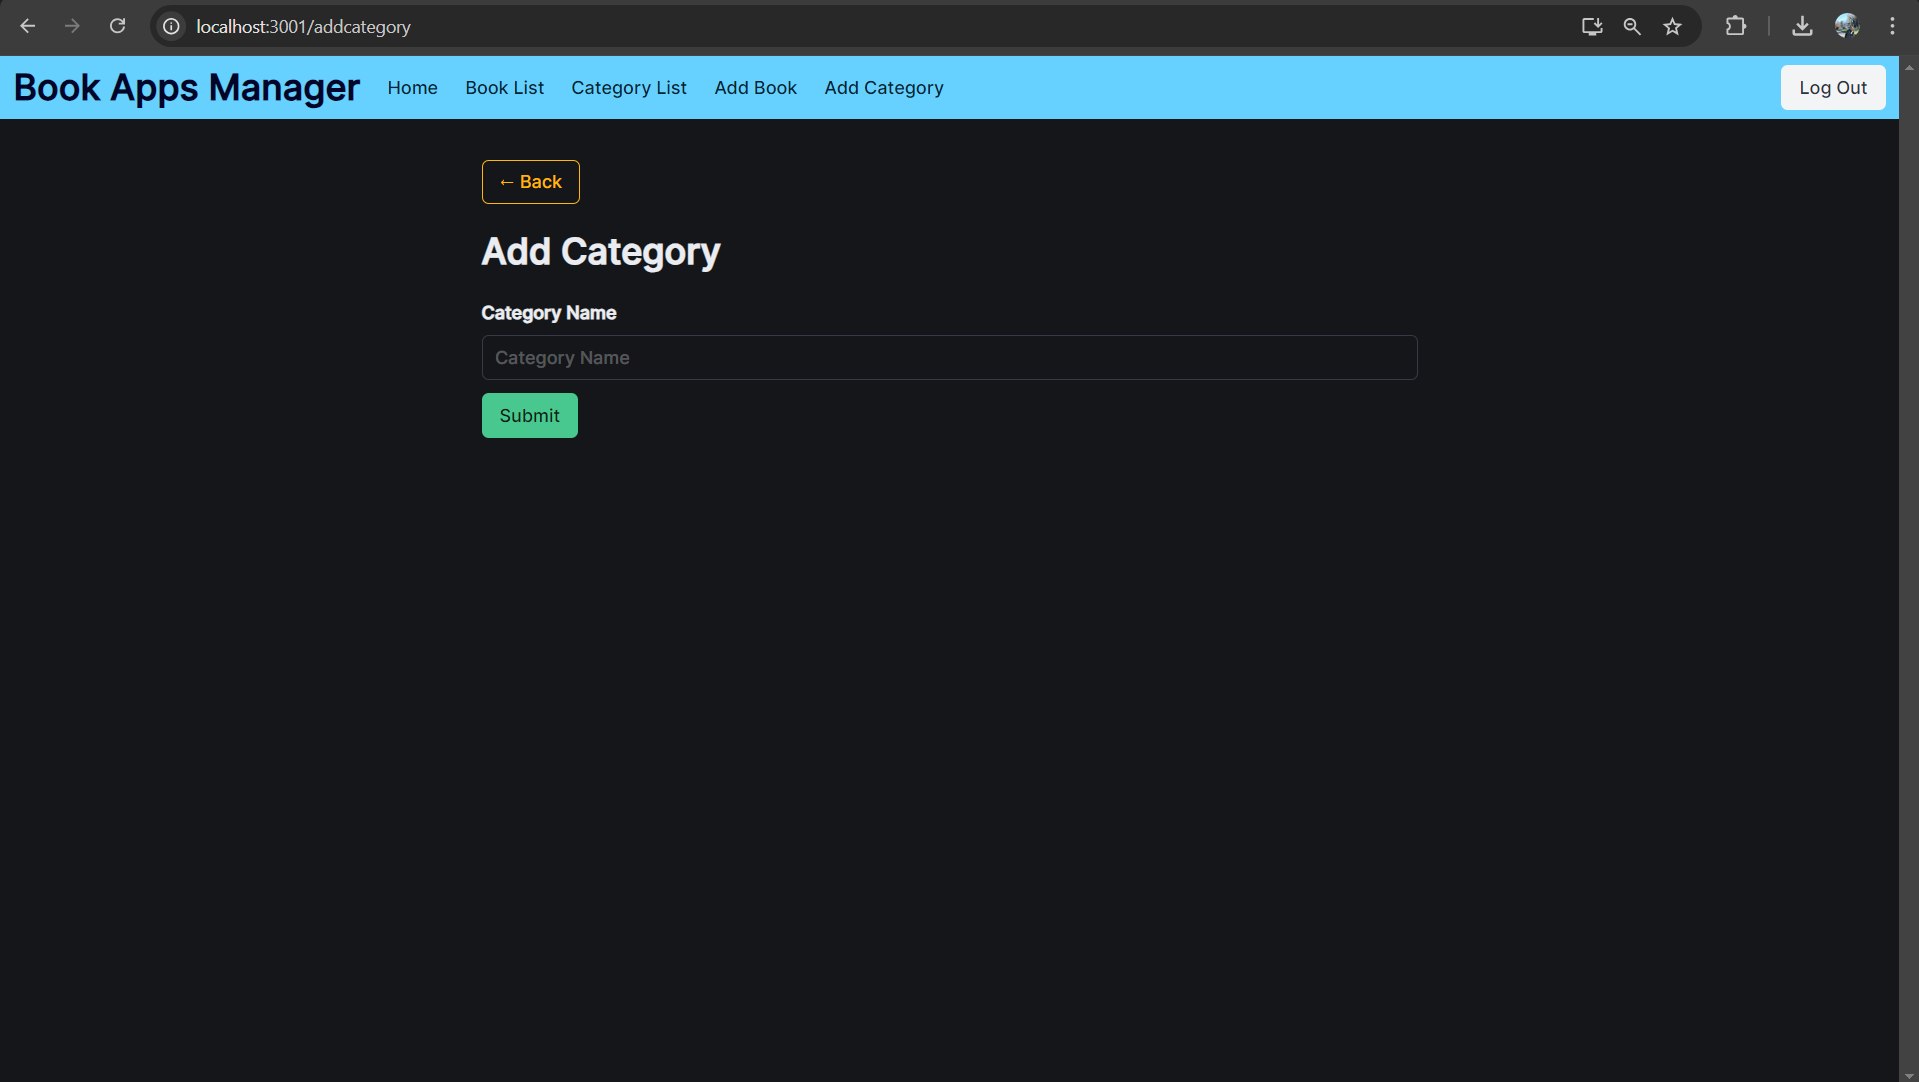 localhost:3001/addcategory
Book Apps Manager Home Book List Category List Add Book Add Category Log Out
← Back
Add Category
Category Name
Category Name
Submit